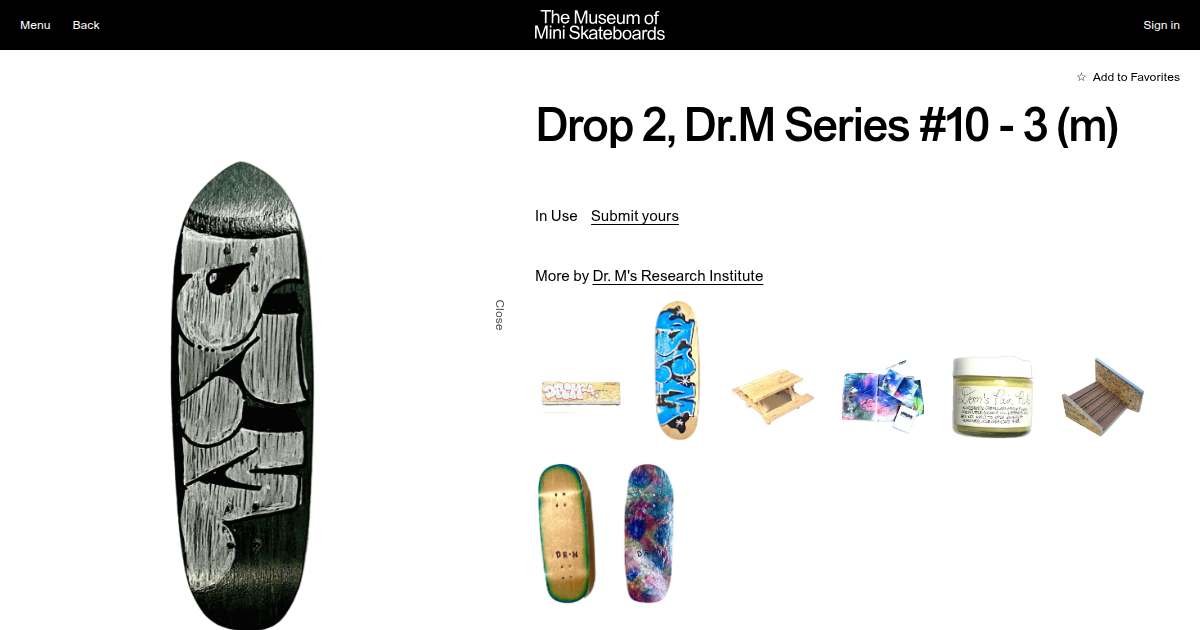 Menu
Back
The Museum of
Mini Skateboards
Sign in
☆ Add to Favorites
Drop 2, Dr.M Series #10 - 3 (m)
In Use
Submit yours
More by Dr. M's Research Institute
Close